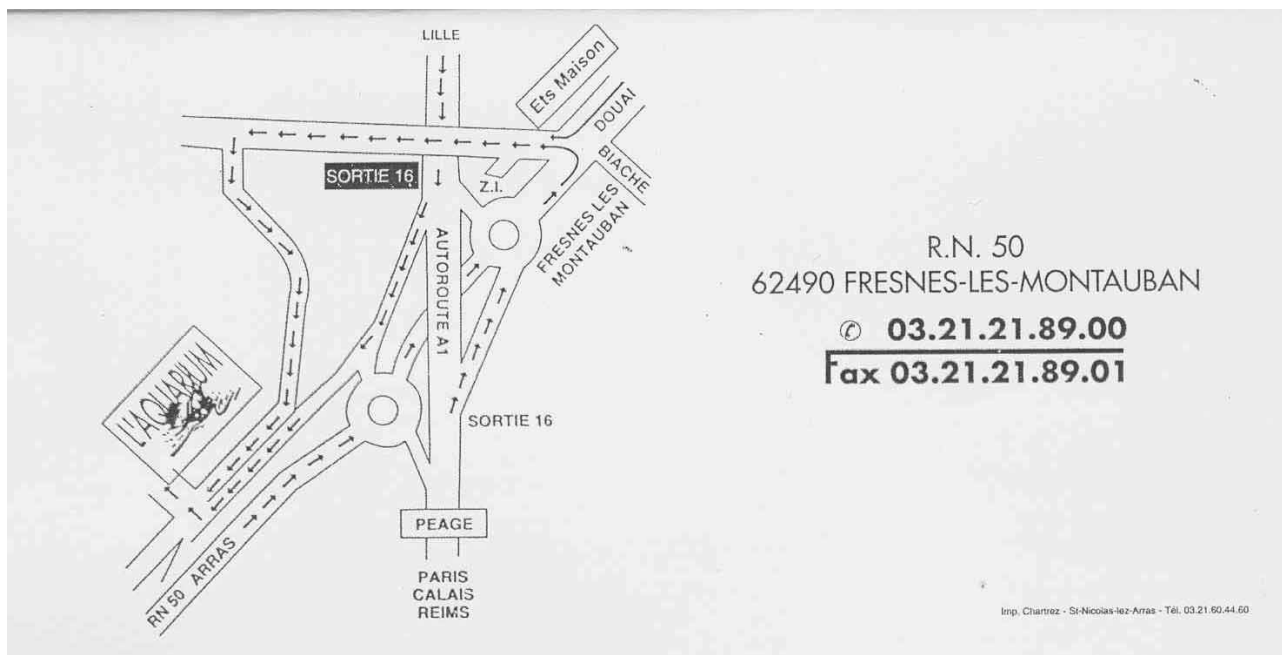 LILLE
Ets Maison
DOUAI
BIACHE
SORTIE 16
Z.I.
FRESNES LES
MONTAUBAN
AUTOROUTE A1
L'AQUARIUM
SORTIE 16
PEAGE
RN 50 ARRAS
PARIS
CALAIS
REIMS
R.N. 50
62490 FRESNES-LES-MONTAUBAN
✆ 03.21.21.89.00
Fax 03.21.21.89.01
Imp. Chartrez - St-Nicolas-lez-Arras - Tél. 03.21.60.44.60